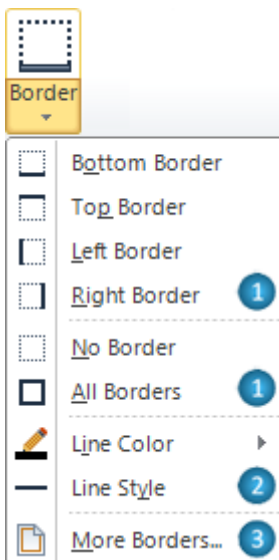 Border
Bottom Border
Top Border
Left Border
Right Border 1
No Border
All Borders 1
Line Color
Line Style 2
More Borders... 3